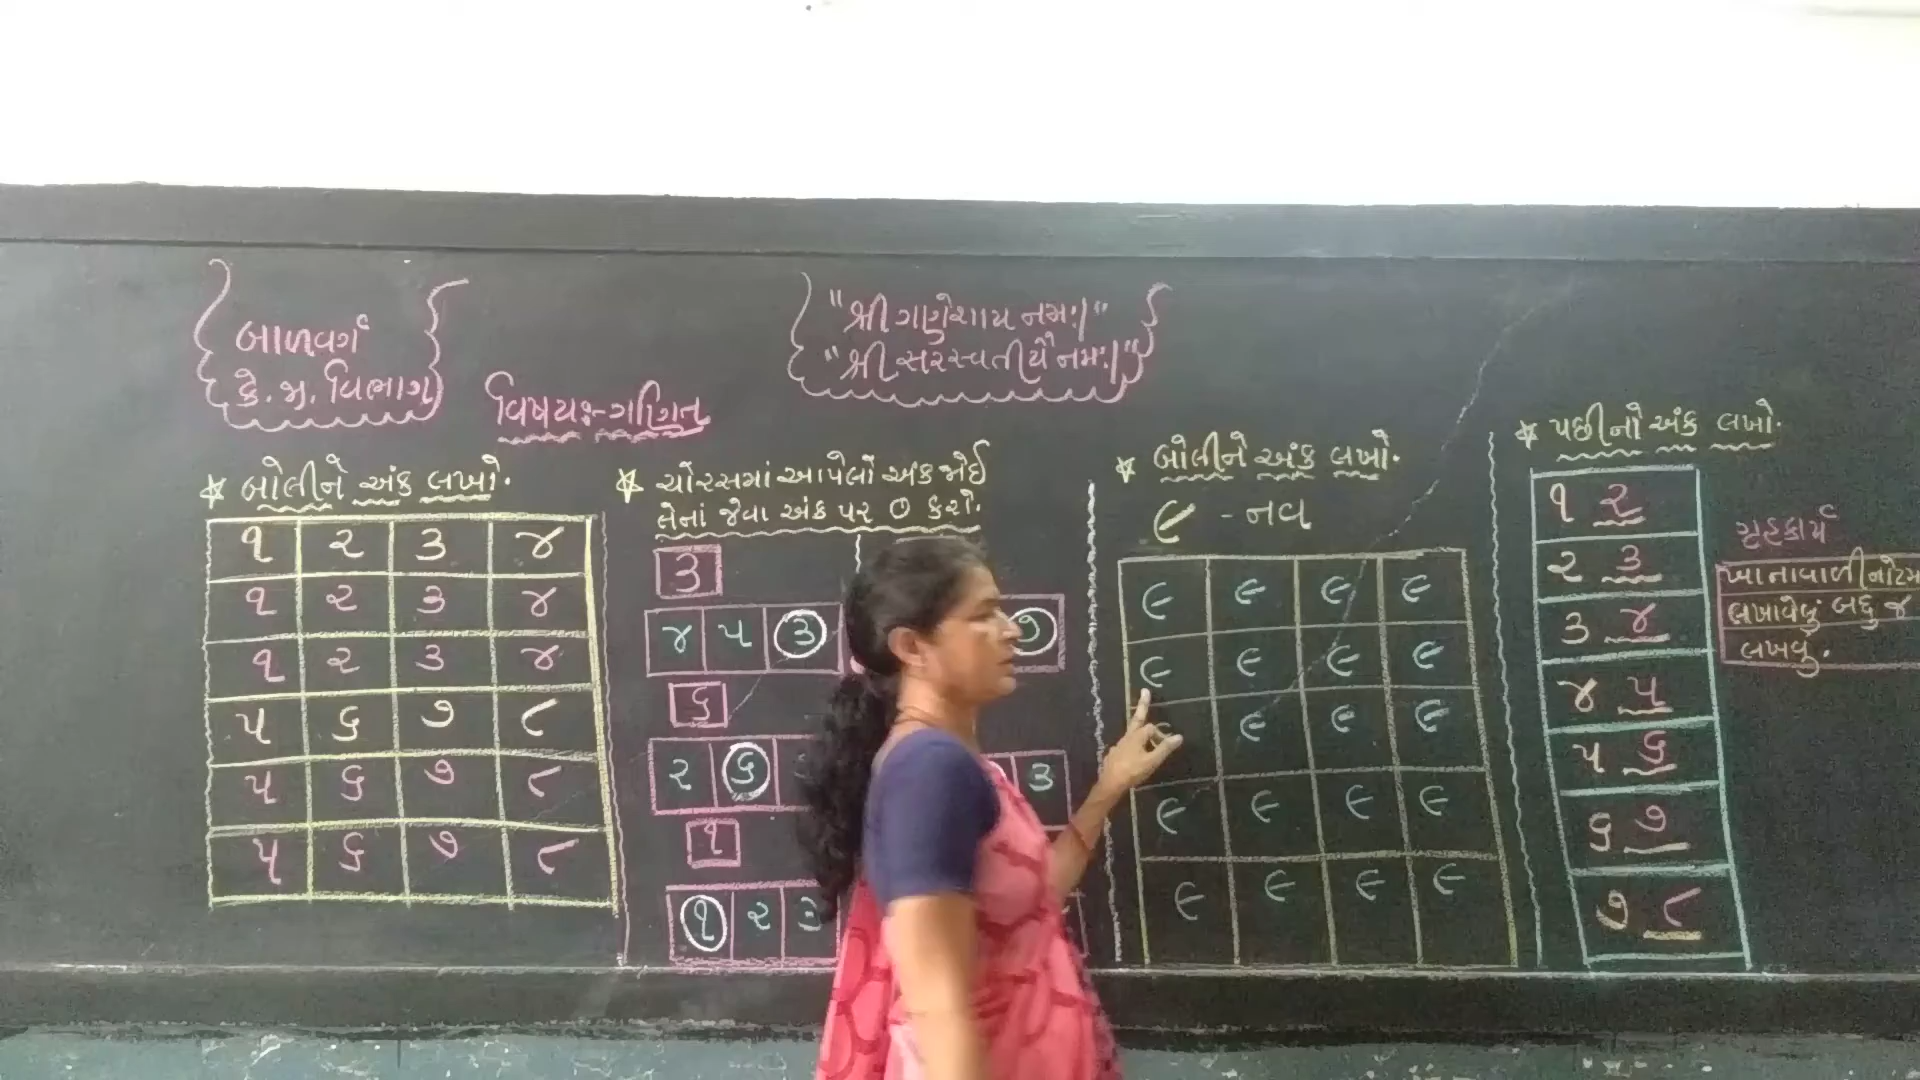 બાળવર્ગ
કે.જી. વિભાગ
"શ્રી ગણેશાય નમઃ।"
"શ્રી સરસ્વતીયૈ નમઃ।"
વિષયઃ- ગણિત
* બોલીને અંક લખો.
૧ ૨ ૩ ૪
૧ ૨ ૩ ૪
૧ ૨ ૩ ૪
૫ ૬ ૭ ૮
૫ ૬ ૭ ૮
૫ ૬ ૭ ૮
* ચોરસમાં આપેલો અંક જોઈ
તેનાં જેવા અંક પર O કરો.
૩
૪ ૫ ૩
૭
૬
૨ ૬
૩
૧
૧ ૨ ૩
* બોલીને અંક લખો.
૯ - નવ
૯ ૯ ૯ ૯
૯ ૯ ૯ ૯
૯ ૯ ૯
૯ ૯ ૯ ૯
૯ ૯ ૯ ૯
* પછીનો અંક લખો.
૧ ૨
૨ ૩
૩ ૪
૪ ૫
૫ ૬
૬ ૭
૭ ૮
ગૃહકાર્ય
ખાનાવાળી નોટમાં
લખાવેલું બધુ જ
લખવું.